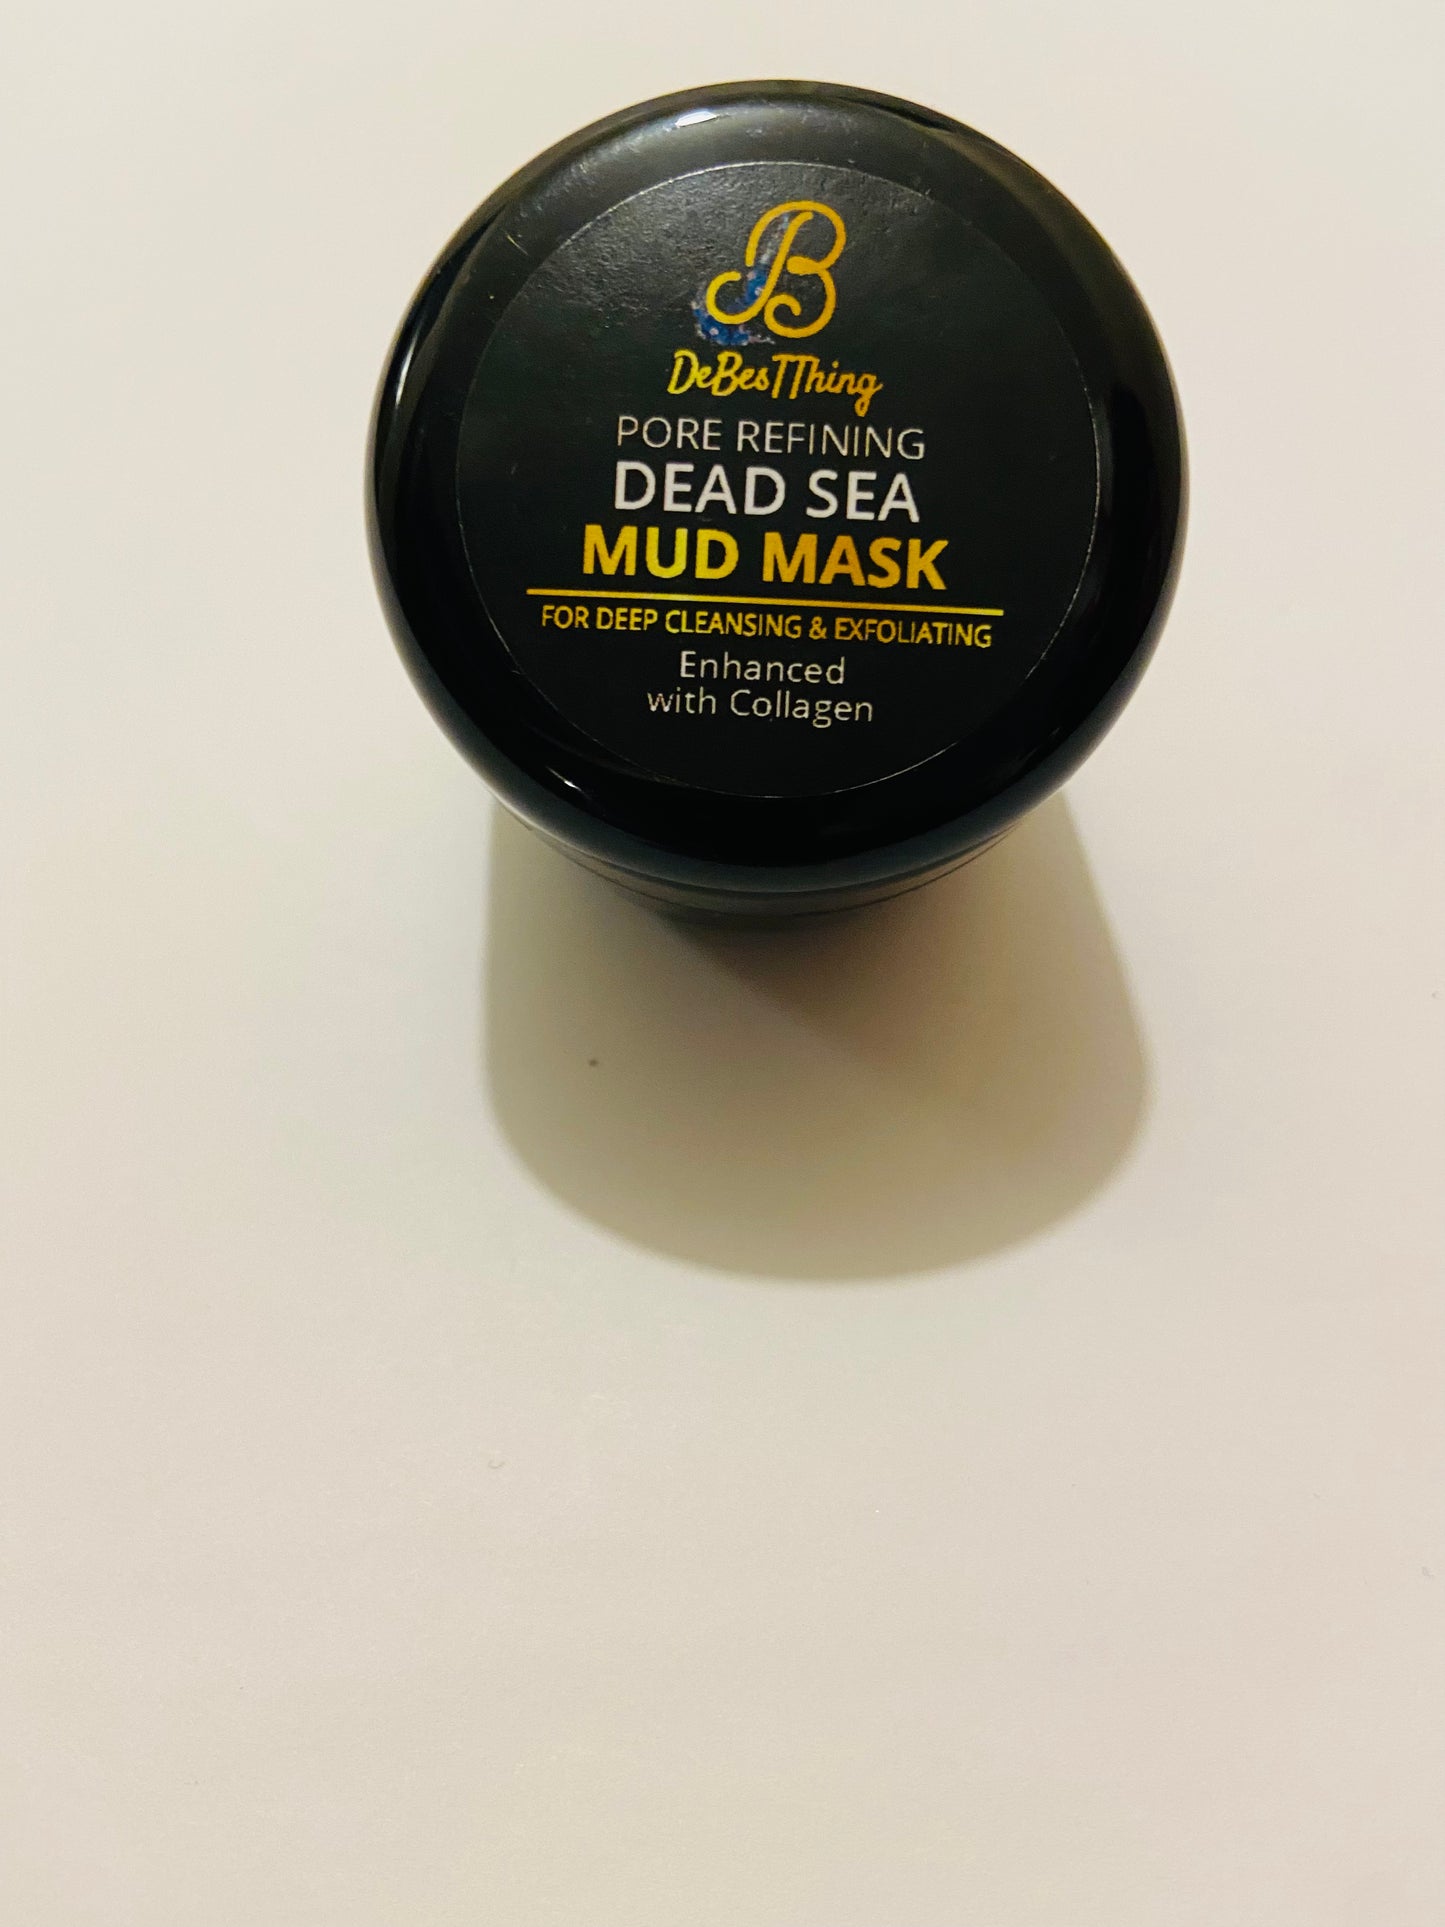 B
DeBesTThing
PORE REFINING
DEAD SEA
MUD MASK
FOR DEEP CLEANSING & EXFOLIATING
Enhanced
with Collagen